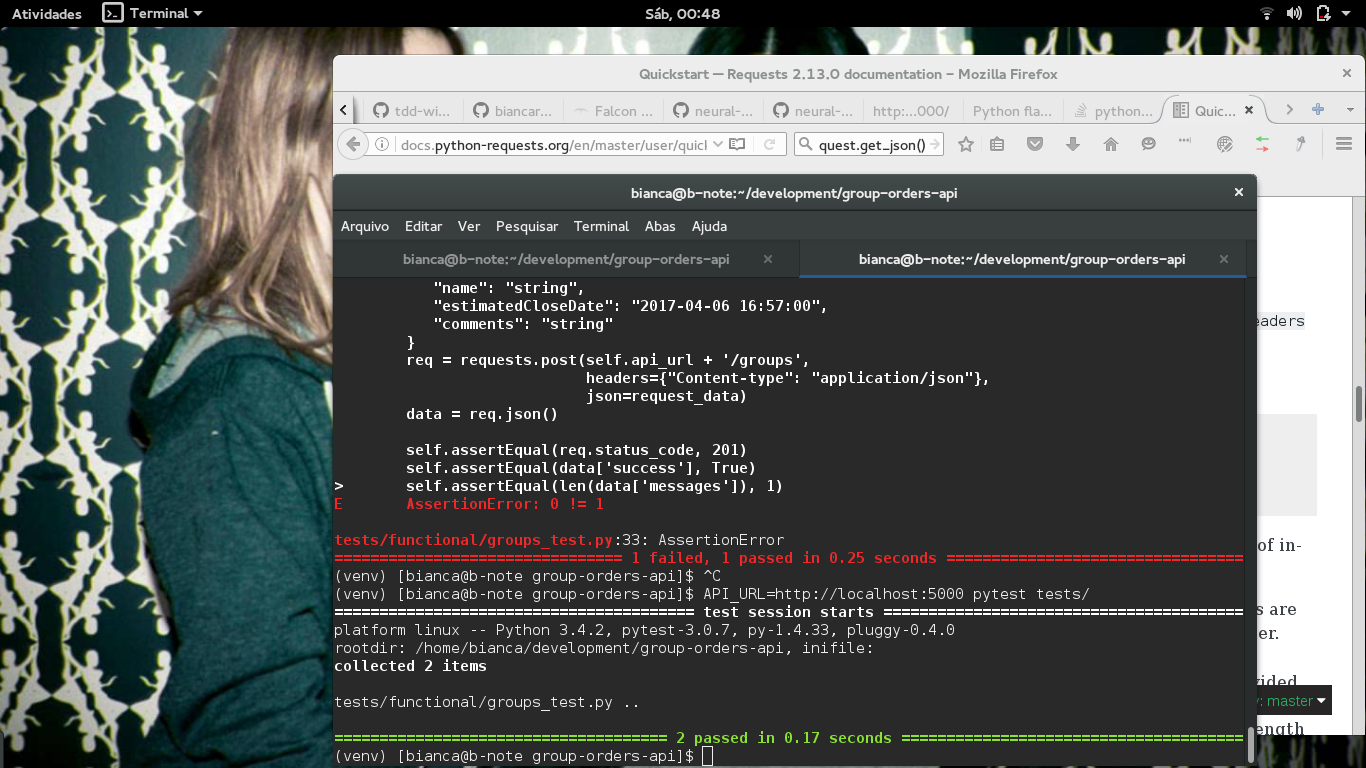 Atividades Terminal Sáb, 00:48
Quickstart — Requests 2.13.0 documentation - Mozilla Firefox
tdd-wi... biancar... Falcon ... neural-... neural-... http:...000/ Python fla... python... Quic...
docs.python-requests.org/en/master/user/quicl quest.get_json()
bianca@b-note:~/development/group-orders-api
Arquivo Editar Ver Pesquisar Terminal Abas Ajuda
bianca@b-note:~/development/group-orders-api bianca@b-note:~/development/group-orders-api
"name": "string",
"estimatedCloseDate": "2017-04-06 16:57:00",
"comments": "string"
}
req = requests.post(self.api_url + '/groups',
headers={"Content-type": "application/json"},
json=request_data)
data = req.json()
self.assertEqual(req.status_code, 201)
self.assertEqual(data['success'], True)
> self.assertEqual(len(data['messages']), 1)
E AssertionError: 0 != 1
tests/functional/groups_test.py:33: AssertionError
================================ 1 failed, 1 passed in 0.25 seconds =================================
(venv) [bianca@b-note group-orders-api]$ ^C
(venv) [bianca@b-note group-orders-api]$ API_URL=http://localhost:5000 pytest tests/
======================================== test session starts ========================================
platform linux -- Python 3.4.2, pytest-3.0.7, py-1.4.33, pluggy-0.4.0
rootdir: /home/bianca/development/group-orders-api, inifile:
collected 2 items
tests/functional/groups_test.py ..
===================================== 2 passed in 0.17 seconds ======================================
(venv) [bianca@b-note group-orders-api]$
eaders
of in-
s are
er.
vided
y: master
ength